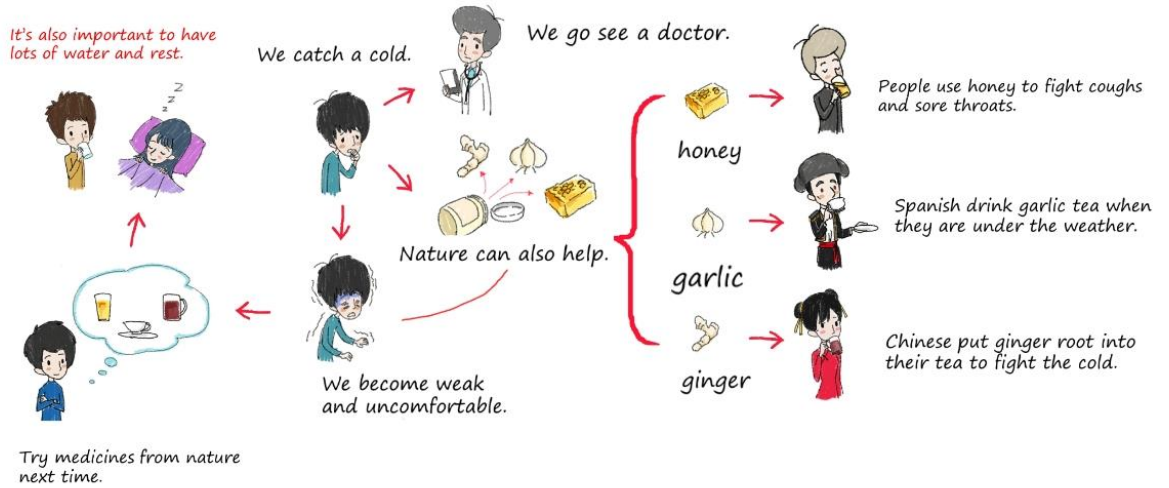 It's also important to have
lots of water and rest.
We catch a cold.
We go see a doctor.
z
z
z
honey
People use honey to fight coughs
and sore throats.
Nature can also help.
garlic
Spanish drink garlic tea when
they are under the weather.
ginger
Chinese put ginger root into
their tea to fight the cold.
We become weak
and uncomfortable.
Try medicines from nature
next time.